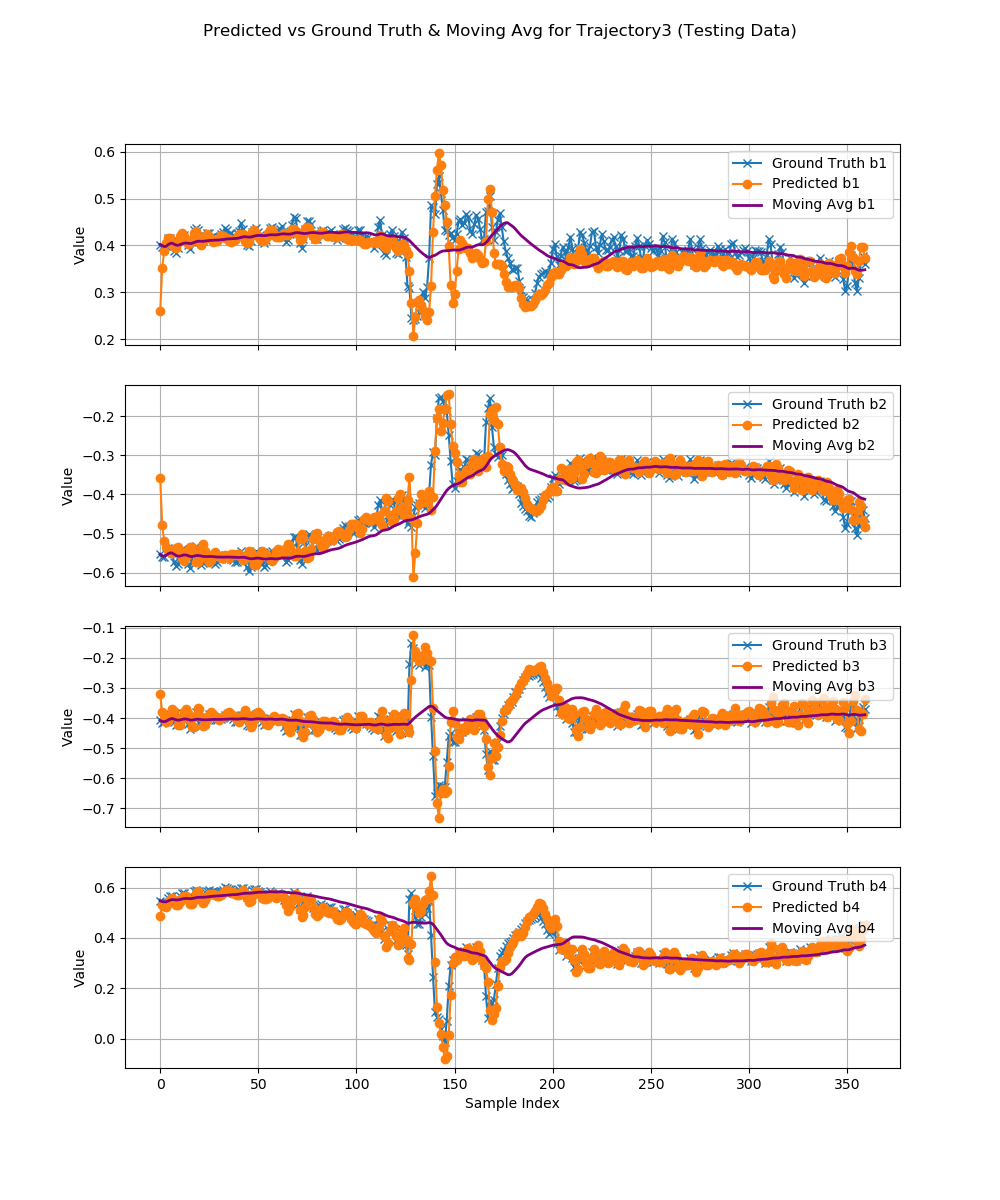 Predicted vs Ground Truth & Moving Avg for Trajectory3 (Testing Data)
0.6
0.5
0.4
0.3
0.2
Value
Ground Truth b1
Predicted b1
Moving Avg b1
−0.2
−0.3
−0.4
−0.5
−0.6
Value
Ground Truth b2
Predicted b2
Moving Avg b2
−0.1
−0.2
−0.3
−0.4
−0.5
−0.6
−0.7
Value
Ground Truth b3
Predicted b3
Moving Avg b3
0.6
0.4
0.2
0.0
Value
Ground Truth b4
Predicted b4
Moving Avg b4
0 50 100 150 200 250 300 350
Sample Index